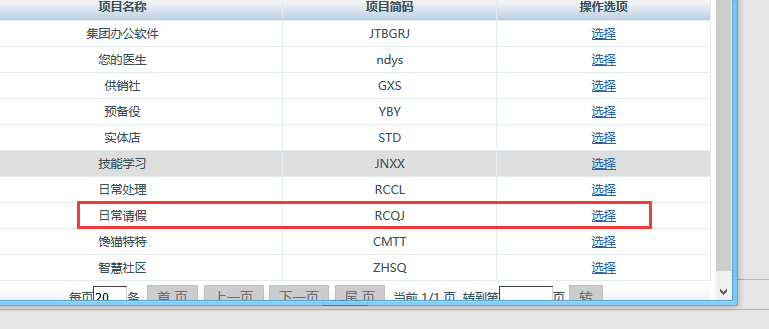 项目名称 项目简码 操作选项
集团办公软件 JTBGRJ 选择
您的医生 ndys 选择
供销社 GXS 选择
预备役 YBY 选择
实体店 STD 选择
技能学习 JNXX 选择
日常处理 RCCL 选择
日常请假 RCQJ 选择
馋猫特特 CMTT 选择
智慧社区 ZHSQ 选择
每页20条 首 页 上一页 下一页 尾 页 当前 1/1 页 转到第 页 转